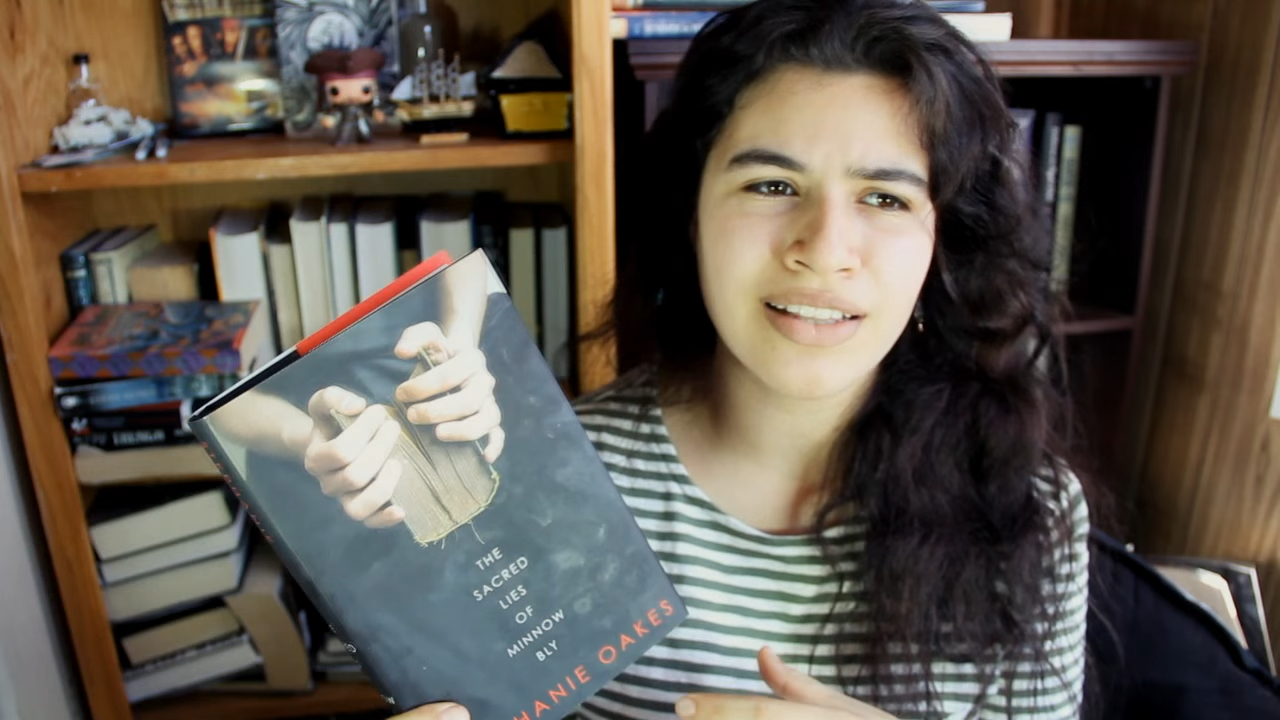 THE
SACRED
LIES
OF
MINNOW
BLY
HANIE OAKES